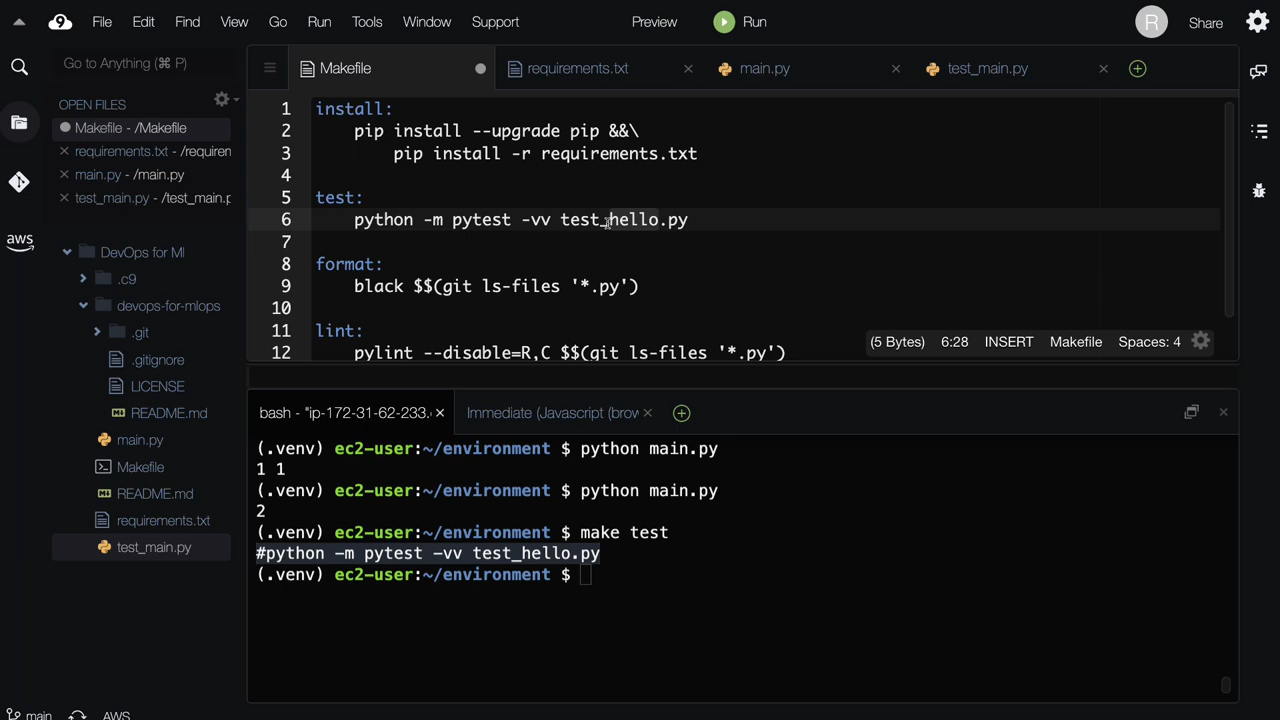 9 File Edit Find View Go Run Tools Window Support Preview Run R Share
Go to Anything (⌘ P)
Makefile
requirements.txt
main.py
test_main.py
OPEN FILES
Makefile - /Makefile
requirements.txt - /requiren
main.py - /main.py
test_main.py - /test_main.p
aws
DevOps for Ml
.c9
devops-for-mlops
.git
.gitignore
LICENSE
README.md
main.py
Makefile
README.md
requirements.txt
test_main.py
1 install:
2 pip install --upgrade pip &&\
3 pip install -r requirements.txt
4
5 test:
6 python -m pytest -vv test_hello.py
7
8 format:
9 black $$(git ls-files '*.py')
10
11 lint:
12 pylint --disable=R,C $$(git ls-files '*.py')
(5 Bytes) 6:28 INSERT Makefile Spaces: 4
bash - "ip-172-31-62-233.
Immediate (Javascript (brow
(.venv) ec2-user:~/environment $ python main.py
1 1
(.venv) ec2-user:~/environment $ python main.py
2
(.venv) ec2-user:~/environment $ make test
#python -m pytest -vv test_hello.py
(.venv) ec2-user:~/environment $
main AWS